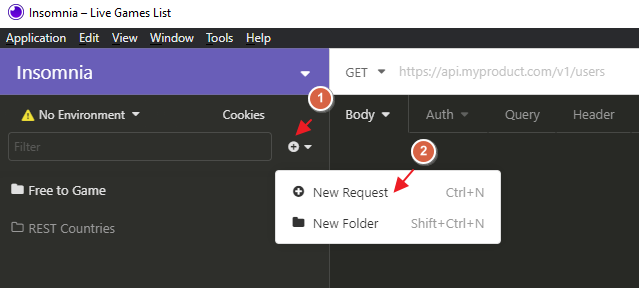 Insomnia – Live Games List
Application Edit View Window Tools Help
Insomnia
GET https://api.myproduct.com/v1/users
No Environment Cookies
1
Body Auth Query Header
Filter
2
Free to Game
New Request Ctrl+N
REST Countries
New Folder Shift+Ctrl+N